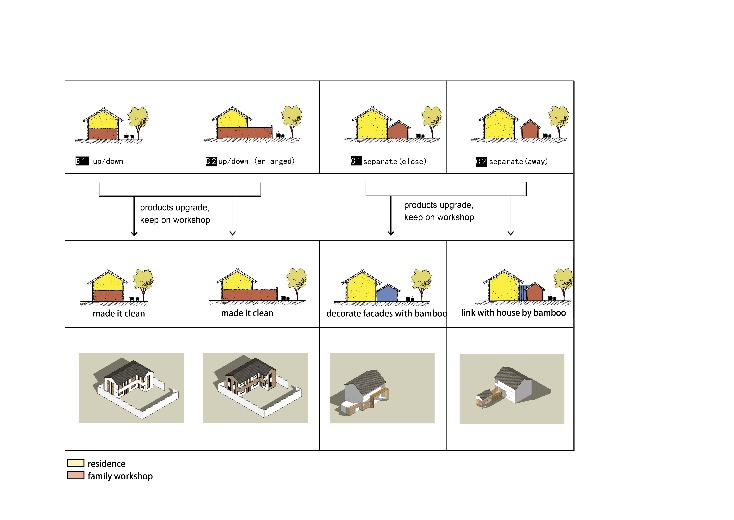 up/down
up/down (enlarged)
separate(close)
separate(away)
products upgrade,
keep on workshop
products upgrade,
keep on workshop
made it clean
made it clean
decorate facades with bamboo
link with house by bamboo
residence
family workshop